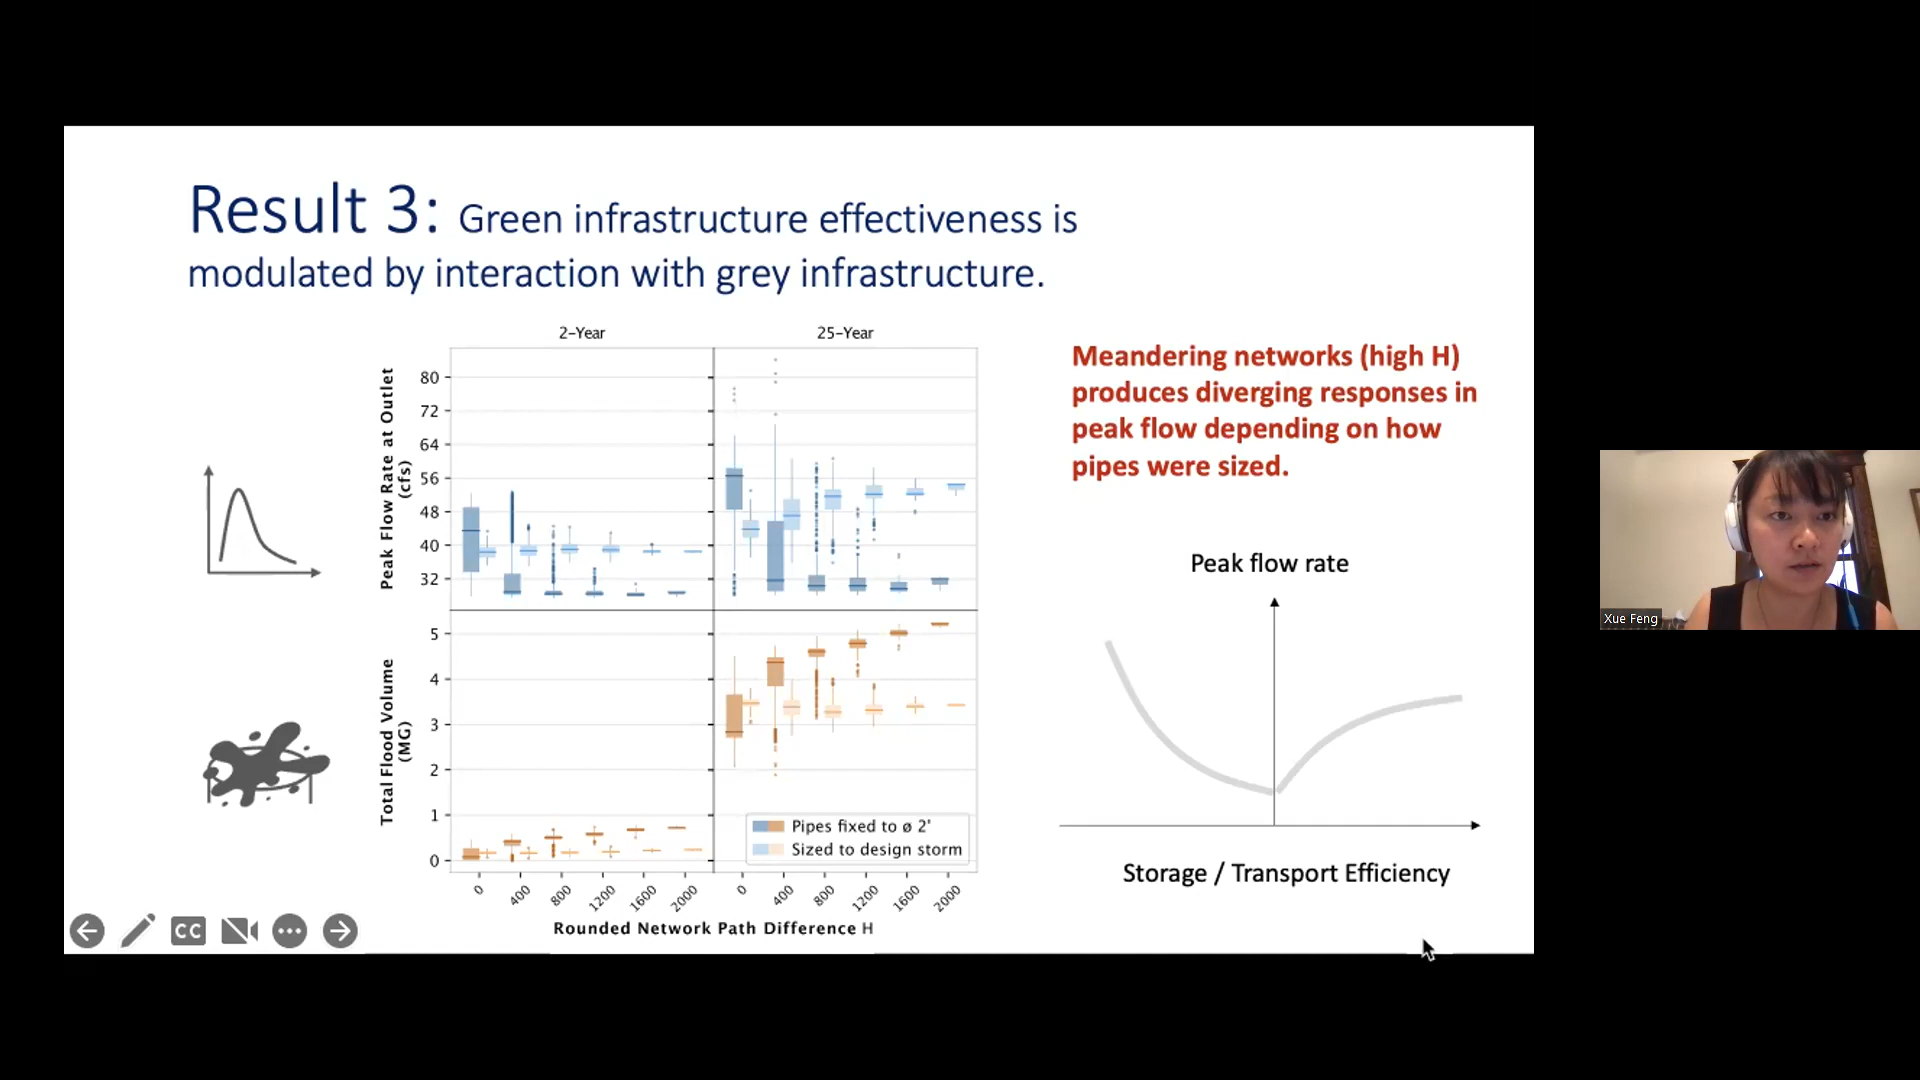 Result 3: Green infrastructure effectiveness is
modulated by interaction with grey infrastructure.
2-Year
25-Year
Peak Flow Rate at Outlet
(cfs)
80
72
64
56
48
40
32
Total Flood Volume
(MG)
5
4
3
2
1
0
Pipes fixed to ø 2'
Sized to design storm
0
400
800
1200
1600
2000
0
400
800
1200
1600
2000
Rounded Network Path Difference H
Meandering networks (high H)
produces diverging responses in
peak flow depending on how
pipes were sized.
Peak flow rate
Storage / Transport Efficiency
CC
Xue Feng